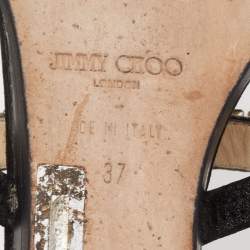 JIMMY CHOO
LONDON
DE IN ITALY
37